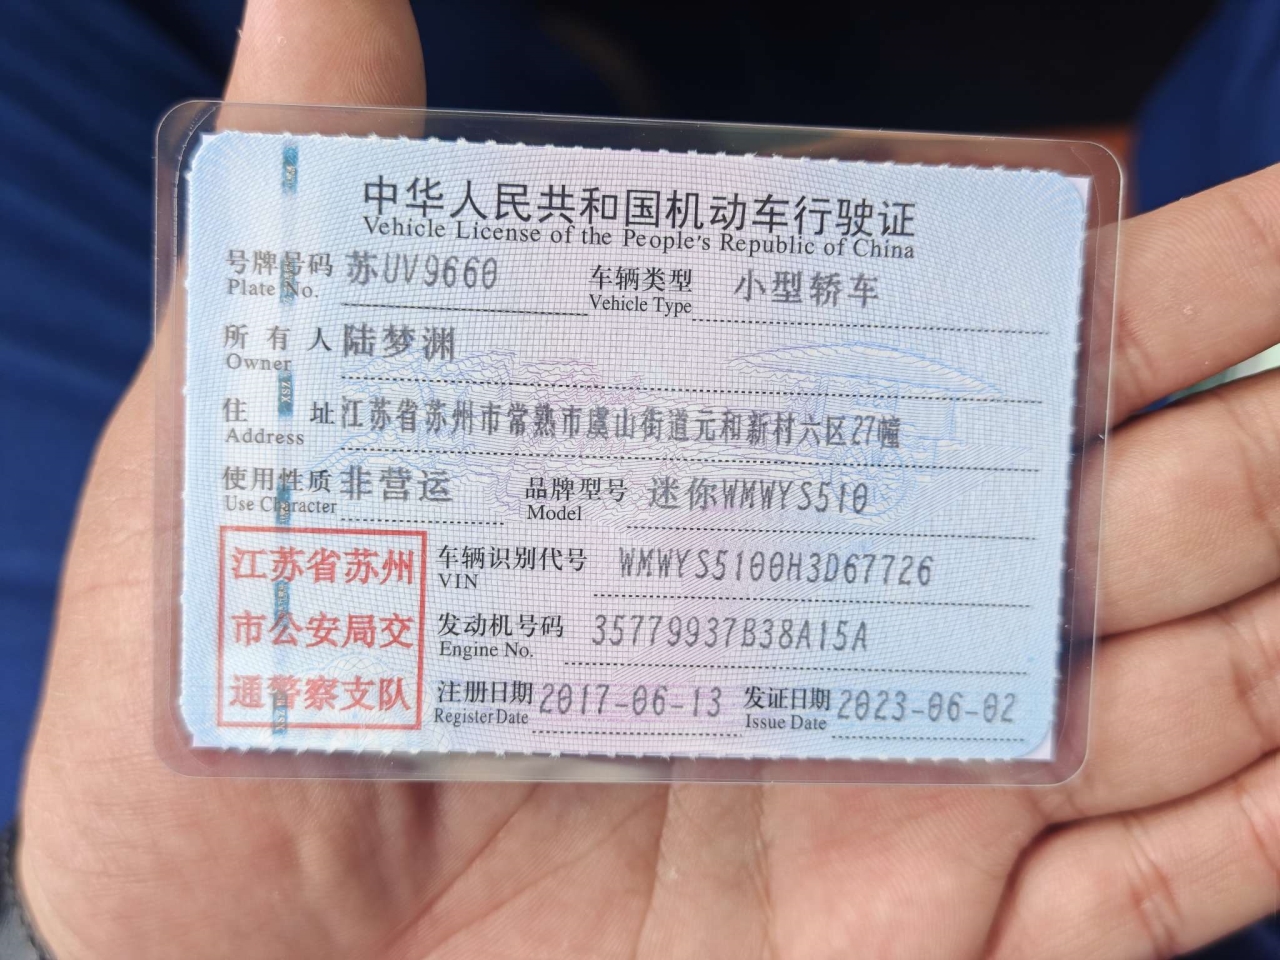 中华人民共和国机动车行驶证
Vehicle License of the People's Republic of China
号牌号码 苏UV9660 车辆类型 小型轿车
Plate No. Vehicle Type
所有人 陆梦渊
Owner
住址 江苏省苏州市常熟市虞山街道元和新村六区27幢
Address
使用性质 非营运 品牌型号 迷你WMWYS510
Use Character Model
江苏省苏州
市公安局交
通警察支队
车辆识别代号 WMWYS5100H3D67726
VIN
发动机号码 35779937B38A15A
Engine No.
注册日期 2017-06-13 发证日期 2023-06-02
Register Date Issue Date